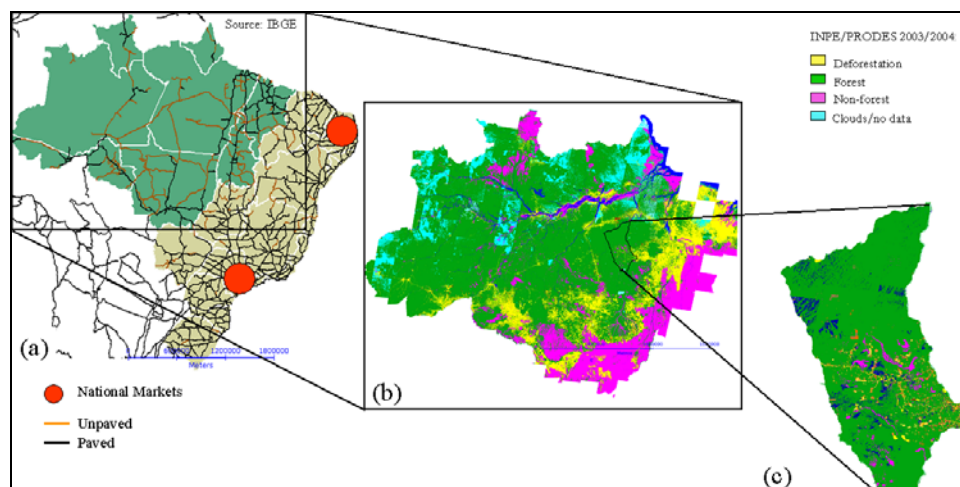 Source: IBGE
INPE/PRODES 2003/2004:
Deforestation
Forest
Non-forest
Clouds/no data
(a)
1200000 1800000
Meters
(b)
National Markets
Unpaved
Paved
(c)